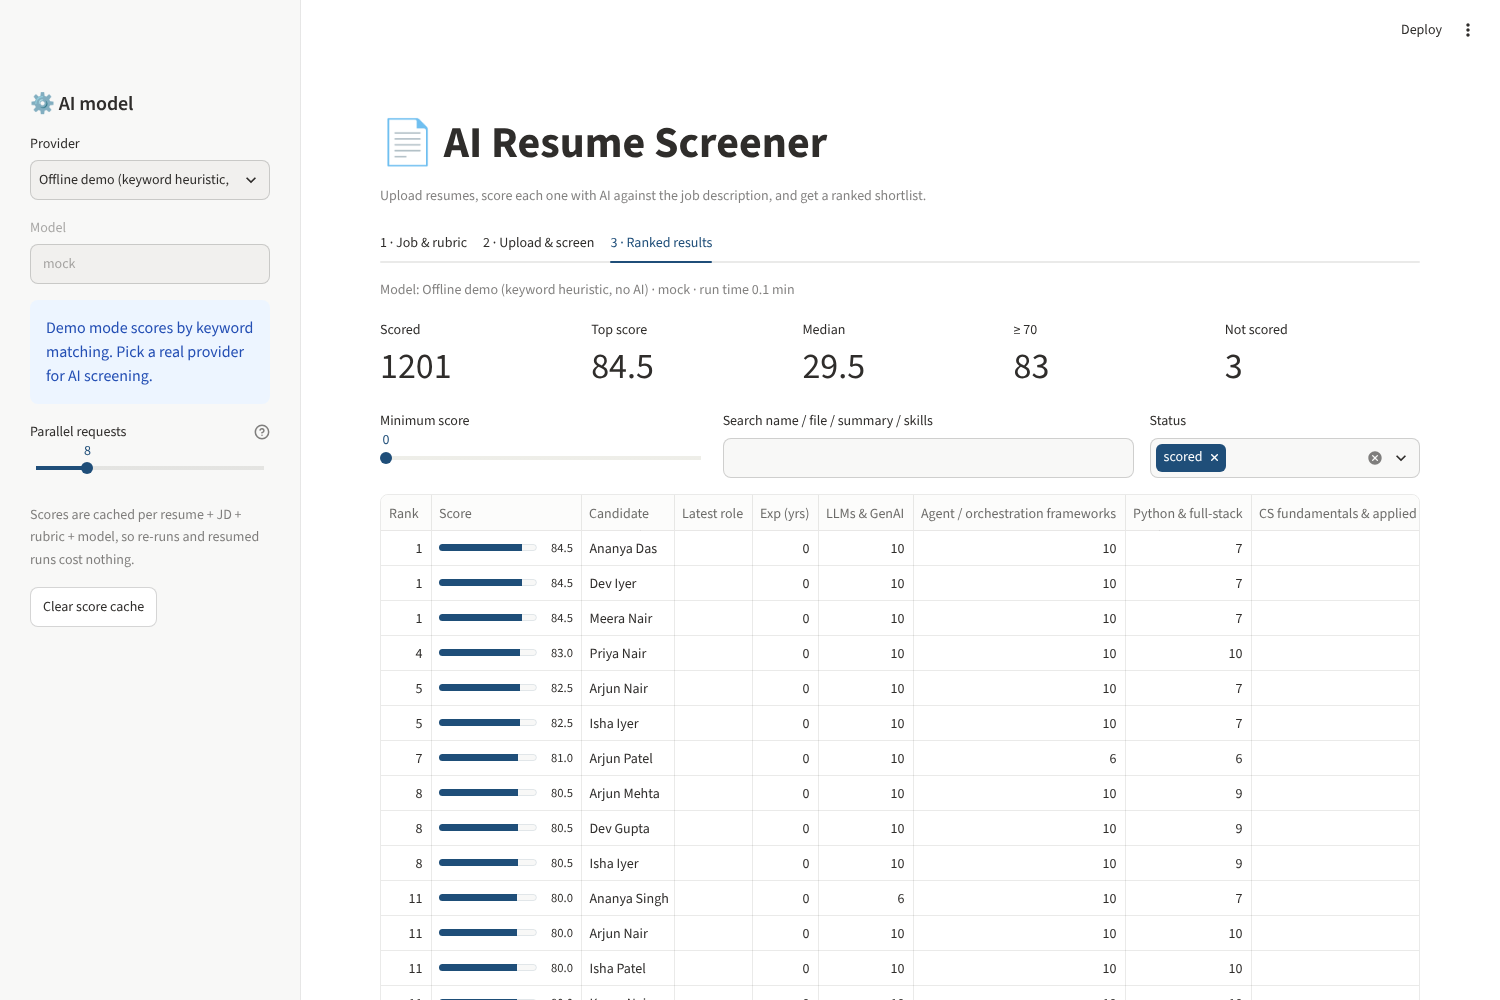 Deploy
AI model
Provider
Offline demo (keyword heuristic,
Model
mock
Demo mode scores by keyword
matching. Pick a real provider
for AI screening.
Parallel requests
8
Scores are cached per resume + JD +
rubric + model, so re-runs and resumed
runs cost nothing.
Clear score cache
AI Resume Screener
Upload resumes, score each one with AI against the job description, and get a ranked shortlist.
1 · Job & rubric 2 · Upload & screen 3 · Ranked results
Model: Offline demo (keyword heuristic, no AI) · mock · run time 0.1 min
Scored Top score Median ≥ 70 Not scored
1201 84.5 29.5 83 3
Minimum score Search name / file / summary / skills Status
0
scored ×
Rank Score Candidate Latest role Exp (yrs) LLMs & GenAI Agent / orchestration frameworks Python & full-stack CS fundamentals & applied
1 84.5 Ananya Das 0 10 10 7
1 84.5 Dev Iyer 0 10 10 7
1 84.5 Meera Nair 0 10 10 7
4 83.0 Priya Nair 0 10 10 10
5 82.5 Arjun Nair 0 10 10 7
5 82.5 Isha Iyer 0 10 10 7
7 81.0 Arjun Patel 0 10 6 6
8 80.5 Arjun Mehta 0 10 10 9
8 80.5 Dev Gupta 0 10 10 9
8 80.5 Isha Iyer 0 10 10 9
11 80.0 Ananya Singh 0 6 10 7
11 80.0 Arjun Nair 0 10 10 10
11 80.0 Isha Patel 0 10 10 10